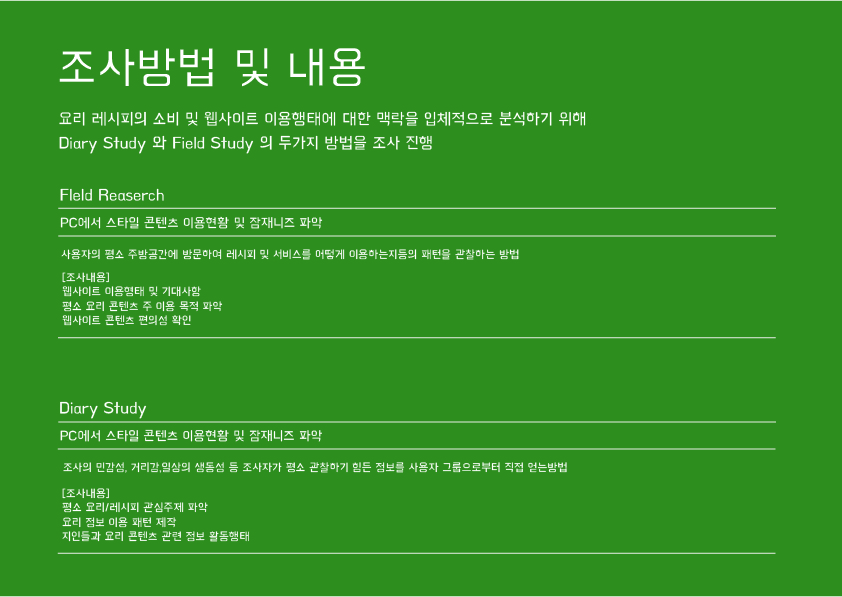 조사방법 및 내용
요리 레시피의 소비 및 웹사이트 이용행태에 대한 맥락을 입체적으로 분석하기 위해
Diary Study 와 Field Study 의 두가지 방법을 조사 진행
FIeld Reaserch
PC에서 스타일 콘텐츠 이용현황 및 잠재니즈 파악
사용자의 평소 주방공간에 방문하여 레시피 및 서비스를 어떻게 이용하는지등의 패턴을 관찰하는 방법
[조사내용]
웹사이트 이용행태 및 기대사항
평소 요리 콘텐츠 주 이용 목적 파악
웹사이트 콘텐츠 편의성 확인
Diary Study
PC에서 스타일 콘텐츠 이용현황 및 잠재니즈 파악
조사의 민감성, 거리감,일상의 생동성 등 조사자가 평소 관찰하기 힘든 정보를 사용자 그룹으로부터 직접 얻는방법
[조사내용]
평소 요리/레시피 관심주제 파악
요리 정보 이용 패턴 제작
지인들과 요리 콘텐츠 관련 정보 활동행태